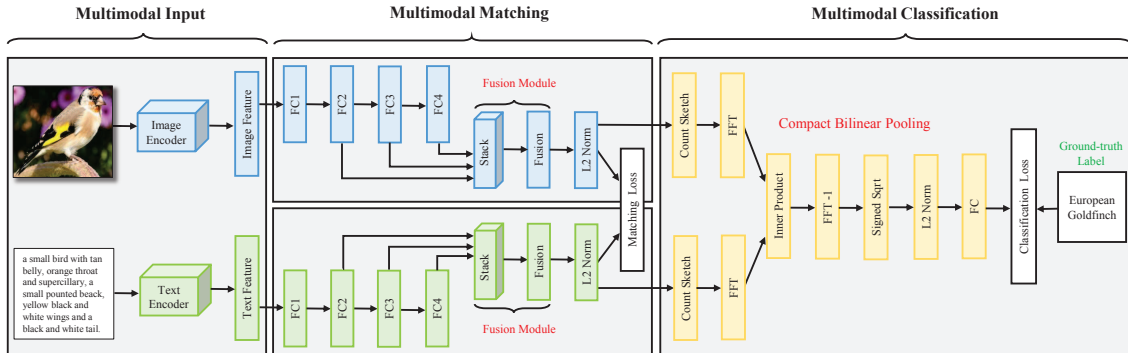 Multimodal Input
Multimodal Matching
Multimodal Classification
Image
Encoder
Image Feature
FC1
FC2
FC3
FC4
Fusion Module
Stack
Fusion
L2 Norm
Matching Loss
Count Sketch
FFT
Compact Bilinear Pooling
Inner Product
FFT -1
Signed Sqrt
L2 Norm
FC
Classification Loss
Ground-truth
Label
European
Goldfinch
a small bird with tan
belly, orange throat
and supercillary, a
small pounted beack,
yellow black and
white wings and a
black and white tail.
Text
Encoder
Text Feature
FC1
FC2
FC3
FC4
Stack
Fusion
Fusion Module
L2 Norm
Count Sketch
FFT